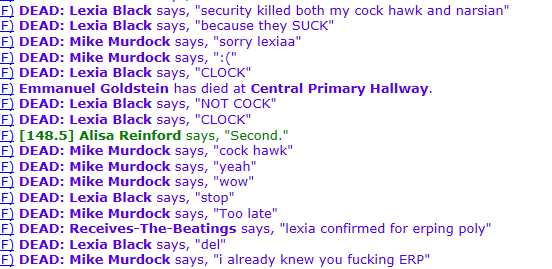 F) DEAD: Lexia Black says, "security killed both my cock hawk and narsian"
F) DEAD: Lexia Black says, "because they SUCK"
F) DEAD: Mike Murdock says, "sorry lexiaa"
F) DEAD: Mike Murdock says, ":("
F) DEAD: Lexia Black says, "CLOCK"
F) Emmanuel Goldstein has died at Central Primary Hallway.
F) DEAD: Lexia Black says, "NOT COCK"
F) DEAD: Lexia Black says, "CLOCK"
F) [148.5] Alisa Reinford says, "Second."
F) DEAD: Mike Murdock says, "cock hawk"
F) DEAD: Mike Murdock says, "yeah"
F) DEAD: Mike Murdock says, "wow"
F) DEAD: Lexia Black says, "stop"
F) DEAD: Mike Murdock says, "Too late"
F) DEAD: Receives-The-Beatings says, "lexia confirmed for erping poly"
F) DEAD: Lexia Black says, "del"
F) DEAD: Mike Murdock says, "i already knew you fucking ERP"